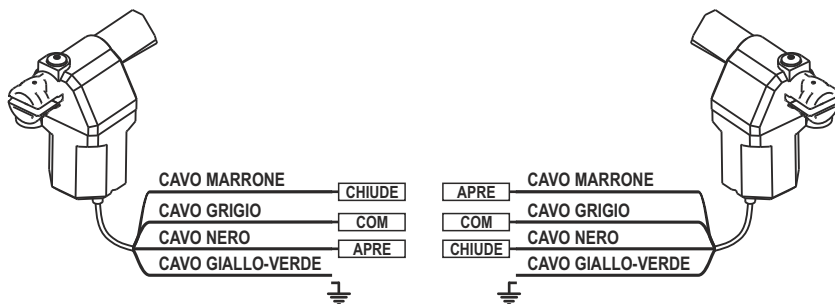 CAVO MARRONE
CHIUDE
CAVO GRIGIO
COM
CAVO NERO
APRE
CAVO GIALLO-VERDE
APRE
CAVO MARRONE
COM
CAVO GRIGIO
CHIUDE
CAVO NERO
CAVO GIALLO-VERDE